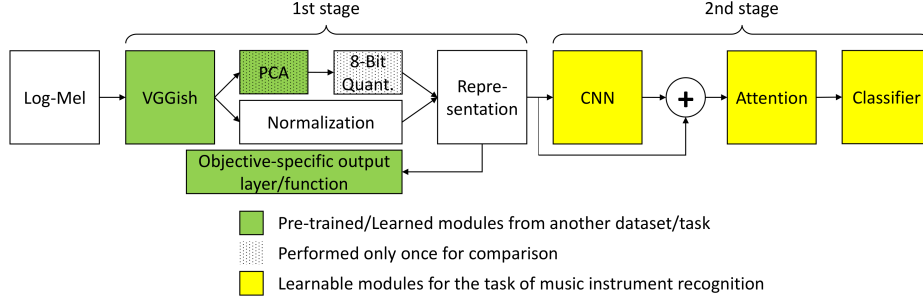 1st stage
2nd stage
Log-Mel
VGGish
PCA
8-Bit
Quant.
Normalization
Repre-
sentation
CNN
+
Attention
Classifier
Objective-specific output
layer/function
Pre-trained/Learned modules from another dataset/task
Performed only once for comparison
Learnable modules for the task of music instrument recognition